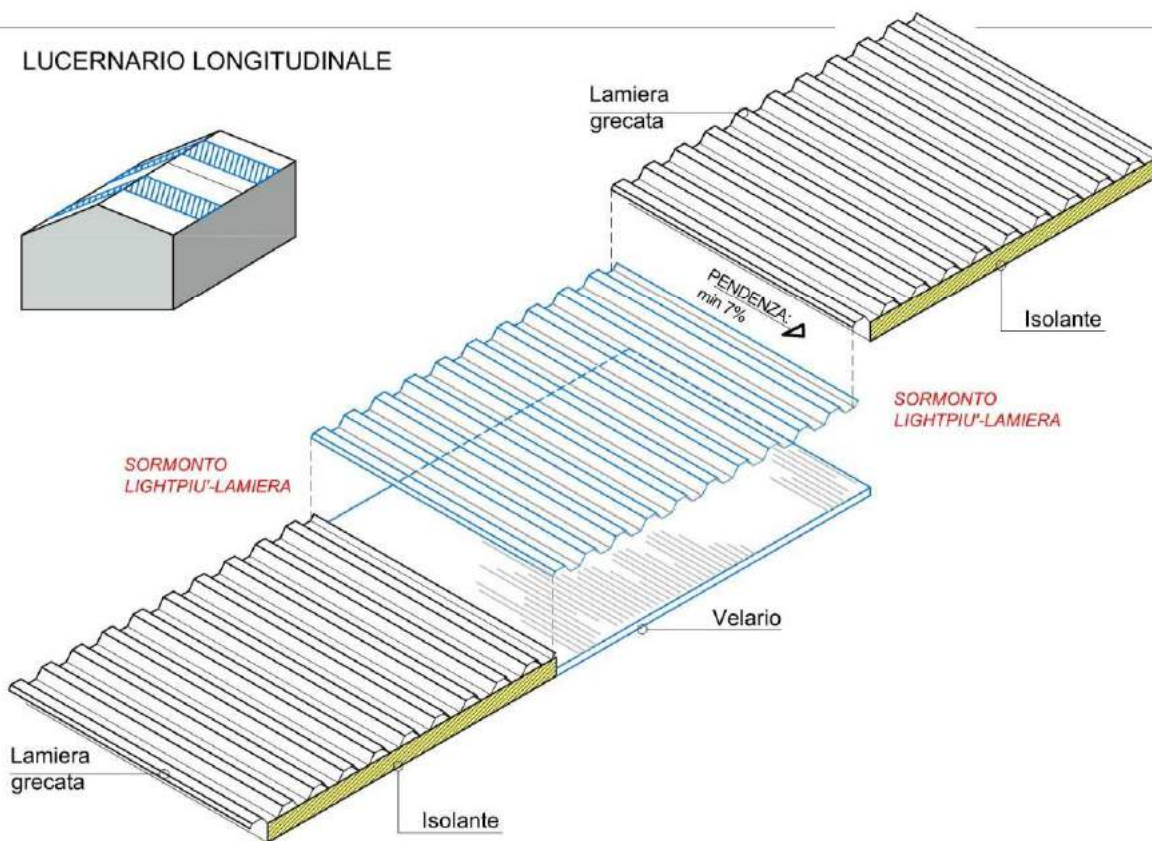 LUCERNARIO LONGITUDINALE
Lamiera
grecata
PENDENZA:
min 7%
Isolante
SORMONTO
LIGHTPIU'-LAMIERA
SORMONTO
LIGHTPIU'-LAMIERA
Velario
Lamiera
grecata
Isolante